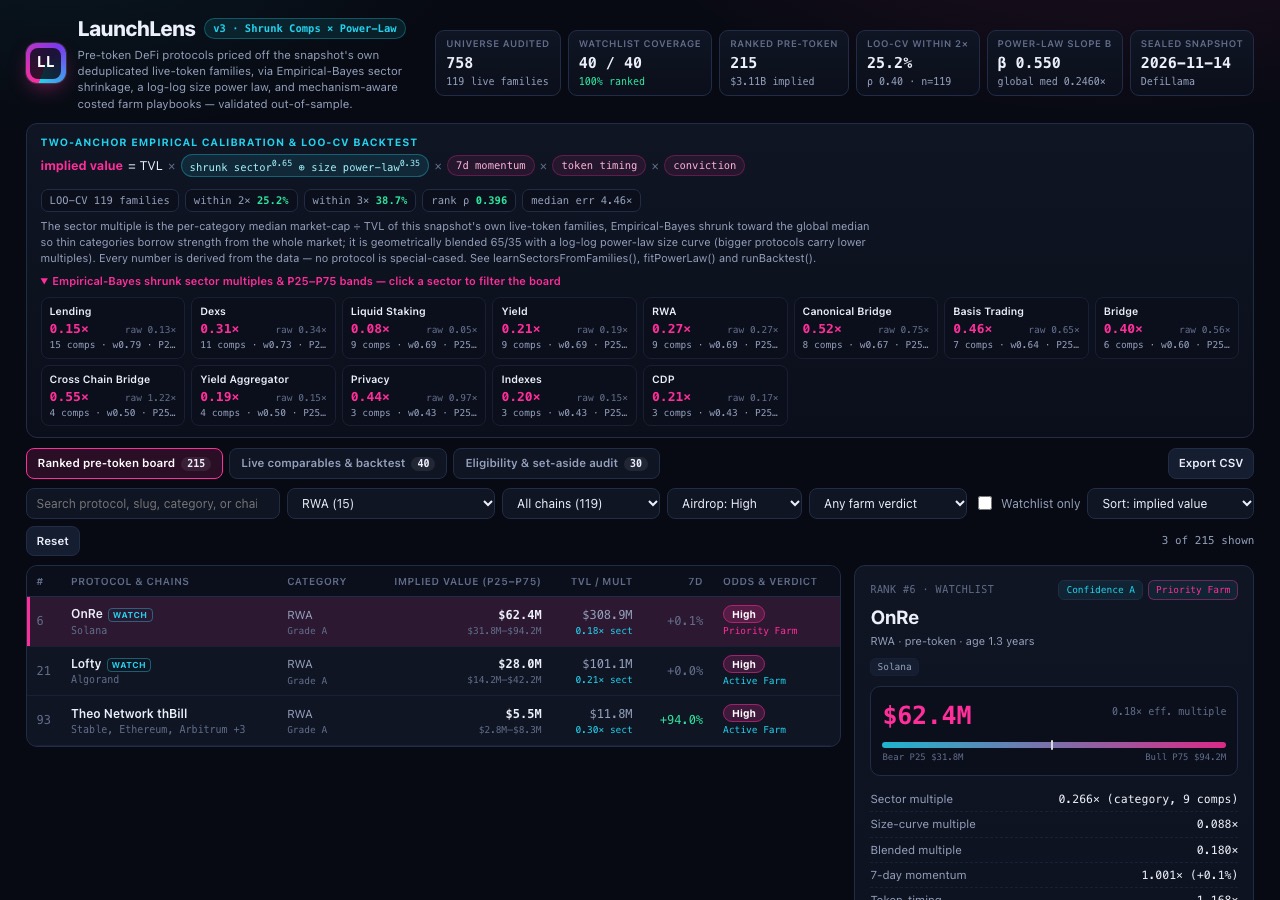 LL
LaunchLens v3 · Shrunk Comps × Power-Law
Pre-token DeFi protocols priced off the snapshot's own
deduplicated live-token families, via Empirical-Bayes sector
shrinkage, a log-log size power law, and mechanism-aware
costed farm playbooks — validated out-of-sample.
UNIVERSE AUDITED
758
119 live families
WATCHLIST COVERAGE
40 / 40
100% ranked
RANKED PRE-TOKEN
215
$3.11B implied
LOO-CV WITHIN 2×
25.2%
ρ 0.40 · n=119
POWER-LAW SLOPE B
β 0.550
global med 0.2460×
SEALED SNAPSHOT
2026-11-14
DefiLlama
TWO-ANCHOR EMPIRICAL CALIBRATION & LOO-CV BACKTEST
implied value = TVL × shrunk sector^0.65 ⊕ size power-law^0.35 × 7d momentum × token timing × conviction
LOO-CV 119 families within 2× 25.2% within 3× 38.7% rank ρ 0.396 median err 4.46×
The sector multiple is the per-category median market-cap ÷ TVL of this snapshot's own live-token families, Empirical-Bayes shrunk toward the global median
so thin categories borrow strength from the whole market; it is geometrically blended 65/35 with a log-log power-law size curve (bigger protocols carry lower
multiples). Every number is derived from the data — no protocol is special-cased. See learnSectorsFromFamilies(), fitPowerLaw() and runBacktest().
▼ Empirical-Bayes shrunk sector multiples & P25–P75 bands — click a sector to filter the board
Lending
0.15× raw 0.13×
15 comps · w0.79 · P2…
Dexs
0.31× raw 0.34×
11 comps · w0.73 · P2…
Liquid Staking
0.08× raw 0.05×
9 comps · w0.69 · P25…
Yield
0.21× raw 0.19×
9 comps · w0.69 · P25…
RWA
0.27× raw 0.27×
9 comps · w0.69 · P25…
Canonical Bridge
0.52× raw 0.75×
8 comps · w0.67 · P25…
Basis Trading
0.46× raw 0.65×
7 comps · w0.64 · P25…
Bridge
0.40× raw 0.56×
6 comps · w0.60 · P25…
Cross Chain Bridge
0.55× raw 1.22×
4 comps · w0.50 · P25…
Yield Aggregator
0.19× raw 0.15×
4 comps · w0.50 · P25…
Privacy
0.44× raw 0.97×
3 comps · w0.43 · P25…
Indexes
0.20× raw 0.15×
3 comps · w0.43 · P25…
CDP
0.21× raw 0.17×
3 comps · w0.43 · P25…
Ranked pre-token board 215 Live comparables & backtest 40 Eligibility & set-aside audit 30 Export CSV
Search protocol, slug, category, or chai RWA (15) All chains (119) Airdrop: High Any farm verdict Watchlist only Sort: implied value
Reset 3 of 215 shown
# PROTOCOL & CHAINS CATEGORY IMPLIED VALUE (P25–P75) TVL / MULT 7D ODDS & VERDICT
6 OnRe WATCH RWA $62.4M $308.9M +0.1% High
Solana Grade A $31.8M–$94.2M 0.18× sect Priority Farm
21 Lofty WATCH RWA $28.0M $101.1M +0.0% High
Algorand Grade A $14.2M–$42.2M 0.21× sect Active Farm
93 Theo Network thBill RWA $5.5M $11.8M +94.0% High
Stable, Ethereum, Arbitrum +3 Grade A $2.8M–$8.3M 0.30× sect Active Farm
RANK #6 · WATCHLIST Confidence A Priority Farm
OnRe
RWA · pre-token · age 1.3 years
Solana
$62.4M 0.18× eff. multiple
Bear P25 $31.8M Bull P75 $94.2M
Sector multiple 0.266× (category, 9 comps)
Size-curve multiple 0.088×
Blended multiple 0.180×
7-day momentum 1.001× (+0.1%)
Token-timing 1.168×